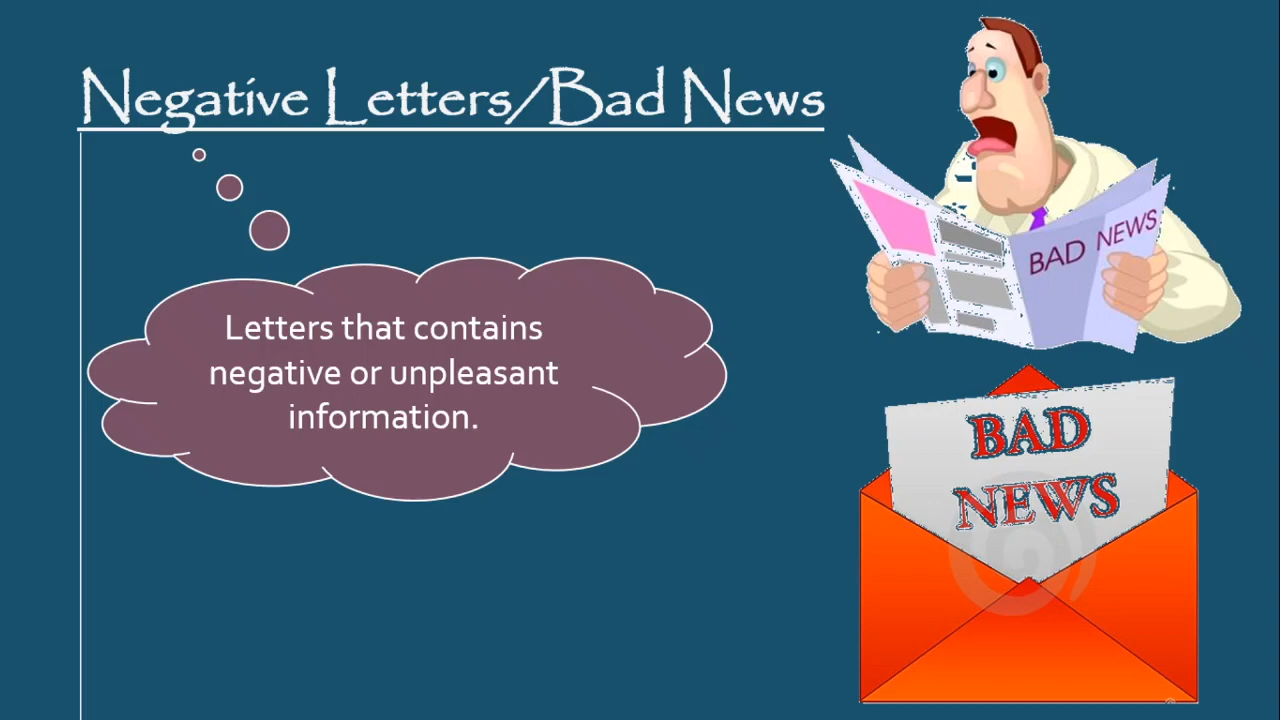 Negative Letters/Bad News
Letters that contains
negative or unpleasant
information.
BAD NEWS
BAD
NEWS